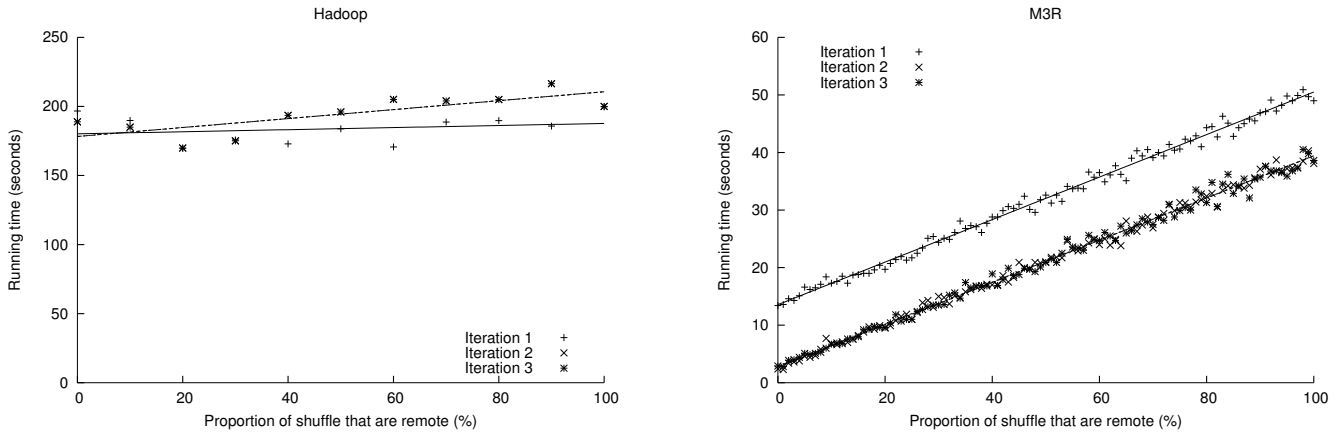 Hadoop
250
200
150
100
50
0
Running time (seconds)
Iteration 1
Iteration 2
Iteration 3
0 20 40 60 80 100
Proportion of shuffle that are remote (%)
M3R
60
50
40
30
20
10
0
Running time (seconds)
Iteration 1
Iteration 2
Iteration 3
0 20 40 60 80 100
Proportion of shuffle that are remote (%)